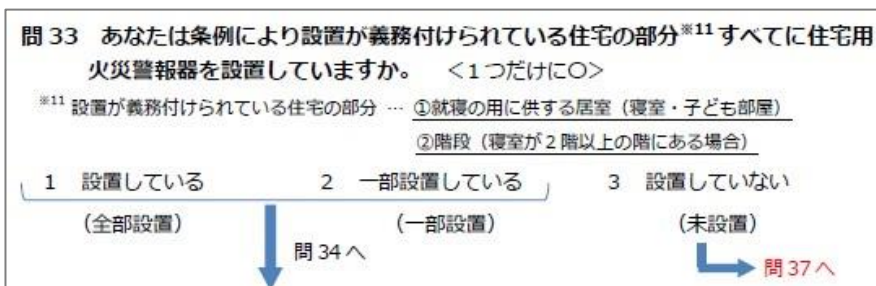 問33 あなたは条例により設置が義務付けられている住宅の部分※11すべてに住宅用
火災警報器を設置していますか。 ＜1つだけに○＞
※11 設置が義務付けられている住宅の部分 … ①就寝の用に供する居室（寝室・子ども部屋）
②階段（寝室が2階以上の階にある場合）
1 設置している 2 一部設置している 3 設置していない
（全部設置） （一部設置） （未設置）
問34へ
問37へ